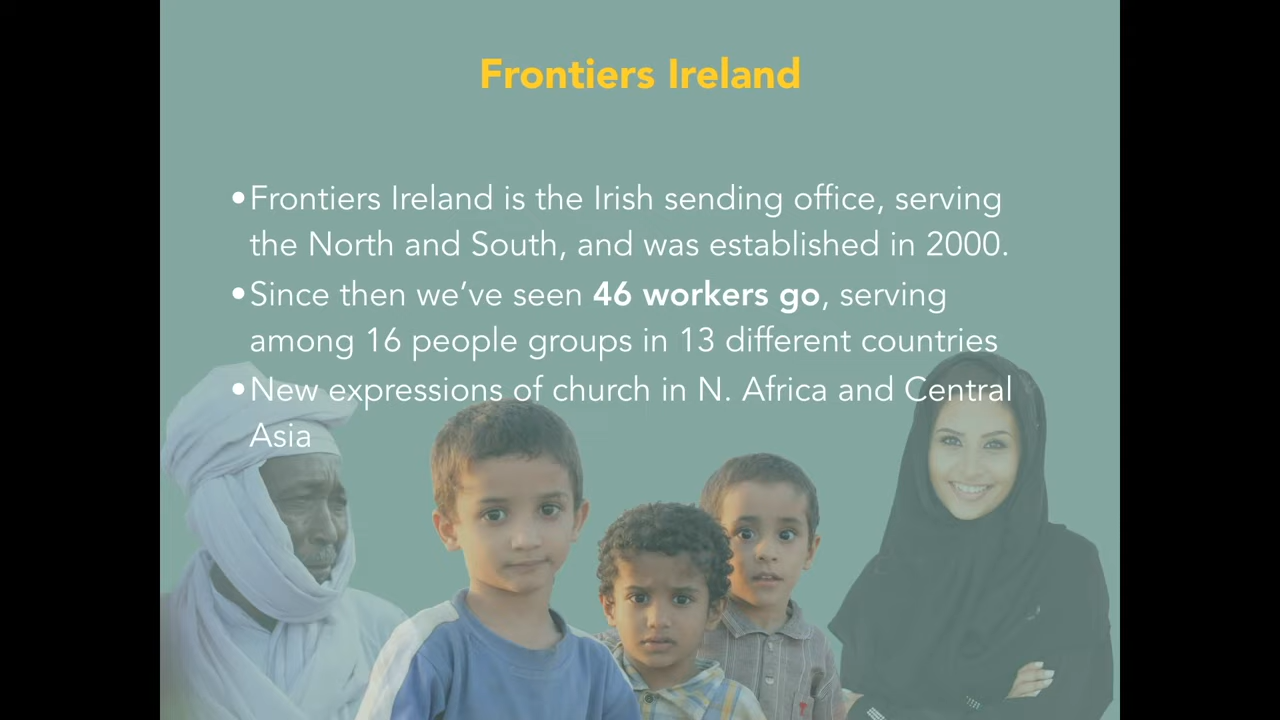 Frontiers Ireland
•Frontiers Ireland is the Irish sending office, serving
the North and South, and was established in 2000.
•Since then we’ve seen 46 workers go, serving
among 16 people groups in 13 different countries
•New expressions of church in N. Africa and Central
Asia